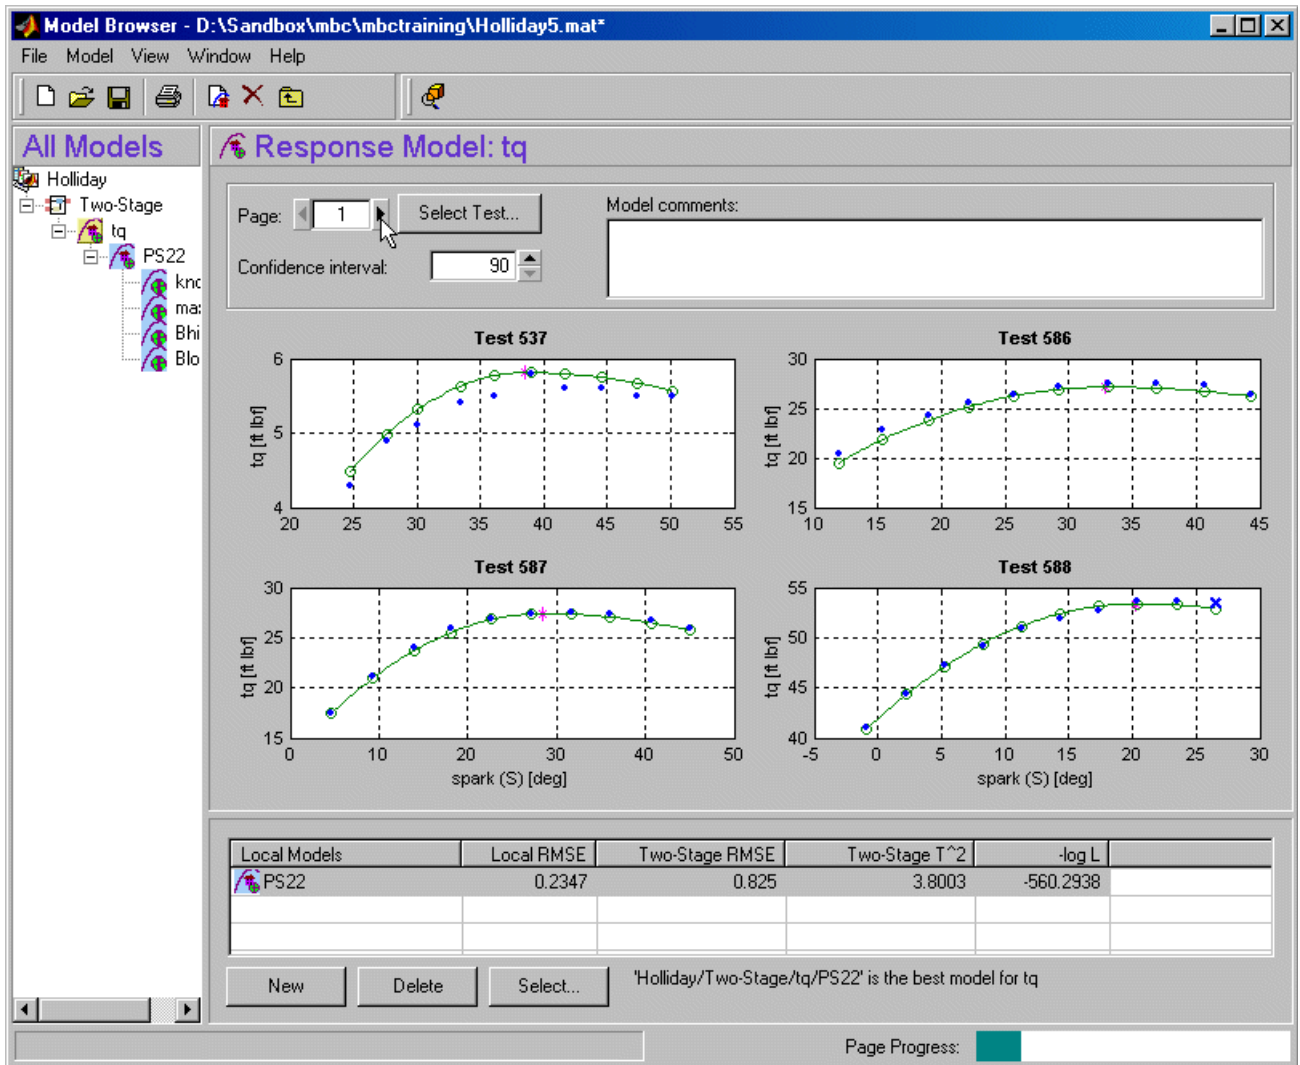 Model Browser - D:\Sandbox\mbc\mbctraining\Holliday5.mat*
File Model View Window Help
All Models
Response Model: tq
Holliday
Two-Stage
tq
PS22
kno
Bhi
Blo
Page: 1 Select Test...
Model comments:
Confidence interval: 90
Test 537
6
5
4
tq [ft lbf]
20 25 30 35 40 45 50 55
Test 586
30
25
20
15
tq [ft lbf]
10 15 20 25 30 35 40 45
Test 587
30
25
20
15
tq [ft lbf]
0 10 20 30 40 50
spark (S) [deg]
Test 588
55
50
45
40
tq [ft lbf]
-5 0 5 10 15 20 25 30
spark (S) [deg]
Local Models Local RMSE Two-Stage RMSE Two-Stage T^2 -log L
PS22 0.2347 0.825 3.8003 -560.2938
New Delete Select... 'Holliday/Two-Stage/tq/PS22' is the best model for tq
Page Progress: